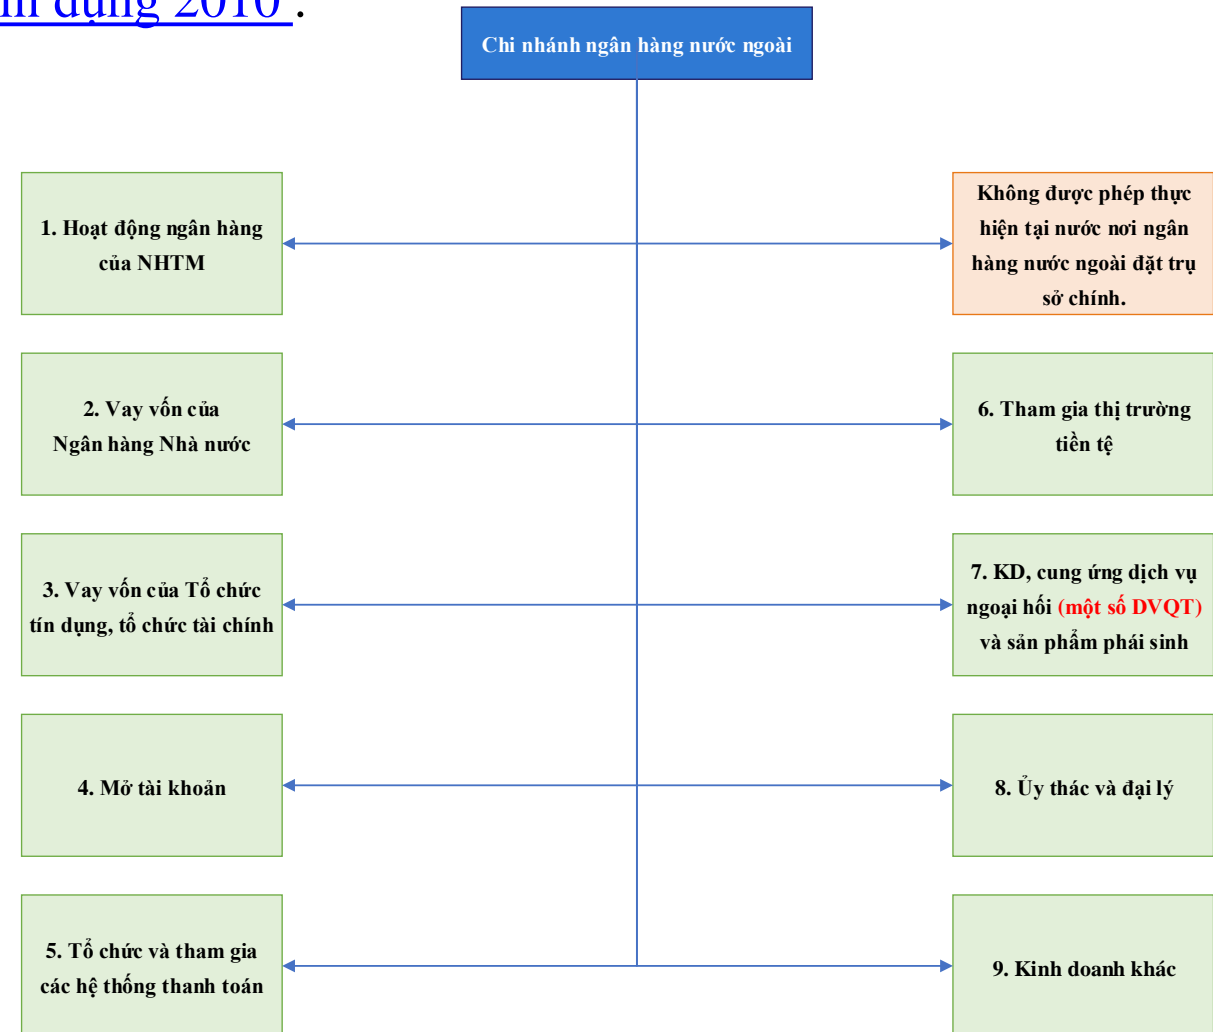 dụng 2010 .
Chi nhánh ngân hàng nước ngoài
1. Hoạt động ngân hàng
của NHTM
Không được phép thực
hiện tại nước nơi ngân
hàng nước ngoài đặt trụ
sở chính.
2. Vay vốn của
Ngân hàng Nhà nước
6. Tham gia thị trường
tiền tệ
3. Vay vốn của Tổ chức
tín dụng, tổ chức tài chính
7. KD, cung ứng dịch vụ
ngoại hối (một số DVQT)
và sản phẩm phái sinh
4. Mở tài khoản
8. Ủy thác và đại lý
5. Tổ chức và tham gia
các hệ thống thanh toán
9. Kinh doanh khác